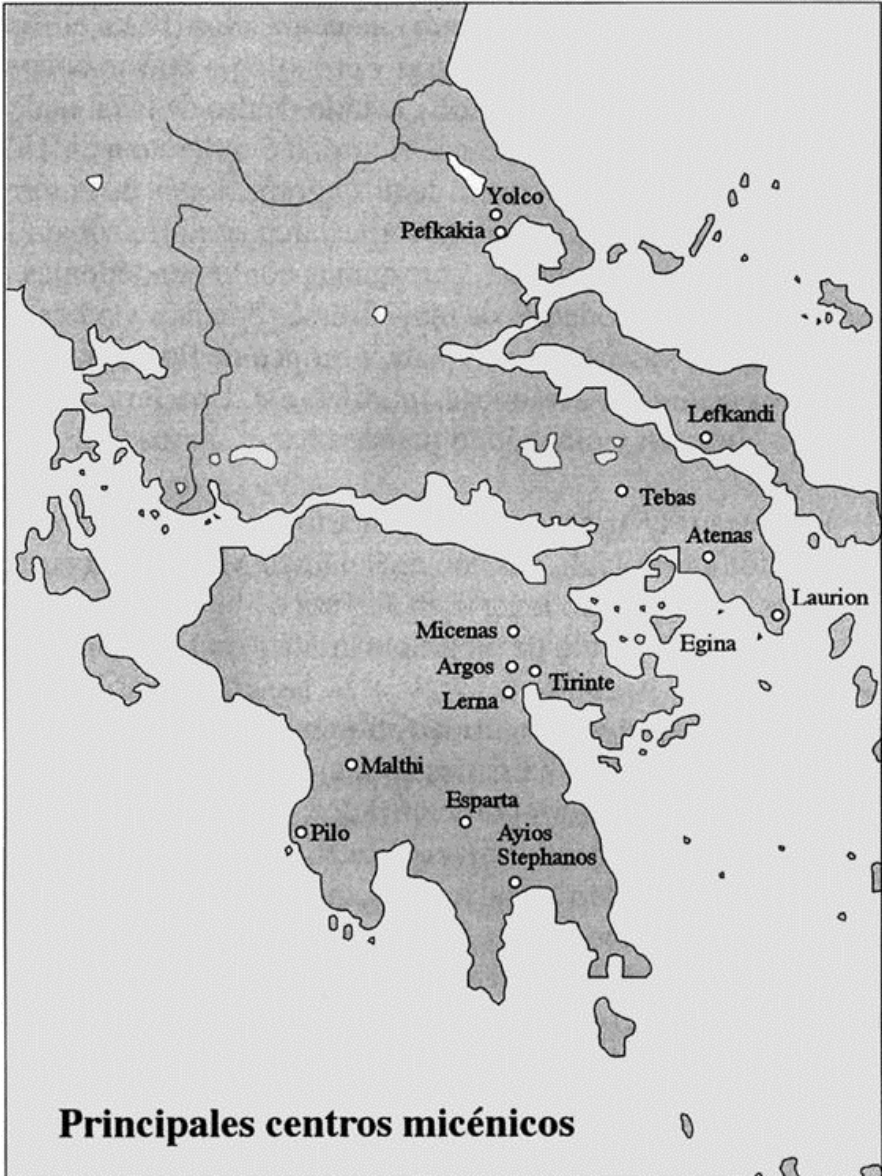 Yolco
Pefkakia
Lefkandi
Tebas
Atenas
Laurion
Micenas
Egina
Argos
Tirinte
Lerna
Malthi
Esparta
Pilo
Ayios
Stephanos
Principales centros micénicos